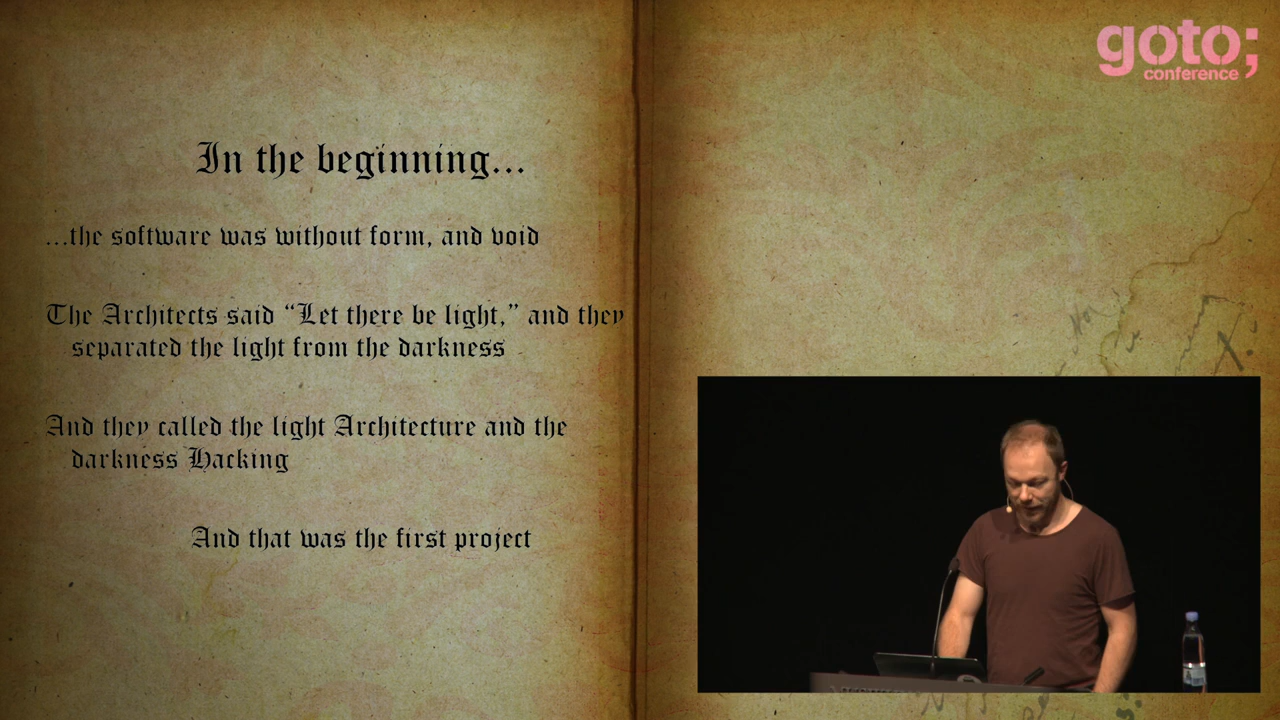 goto;
conference
In the beginning...
...the software was without form, and void
The Architects said “Let there be light,” and they
separated the light from the darkness
And they called the light Architecture and the
darkness Hacking
And that was the first project